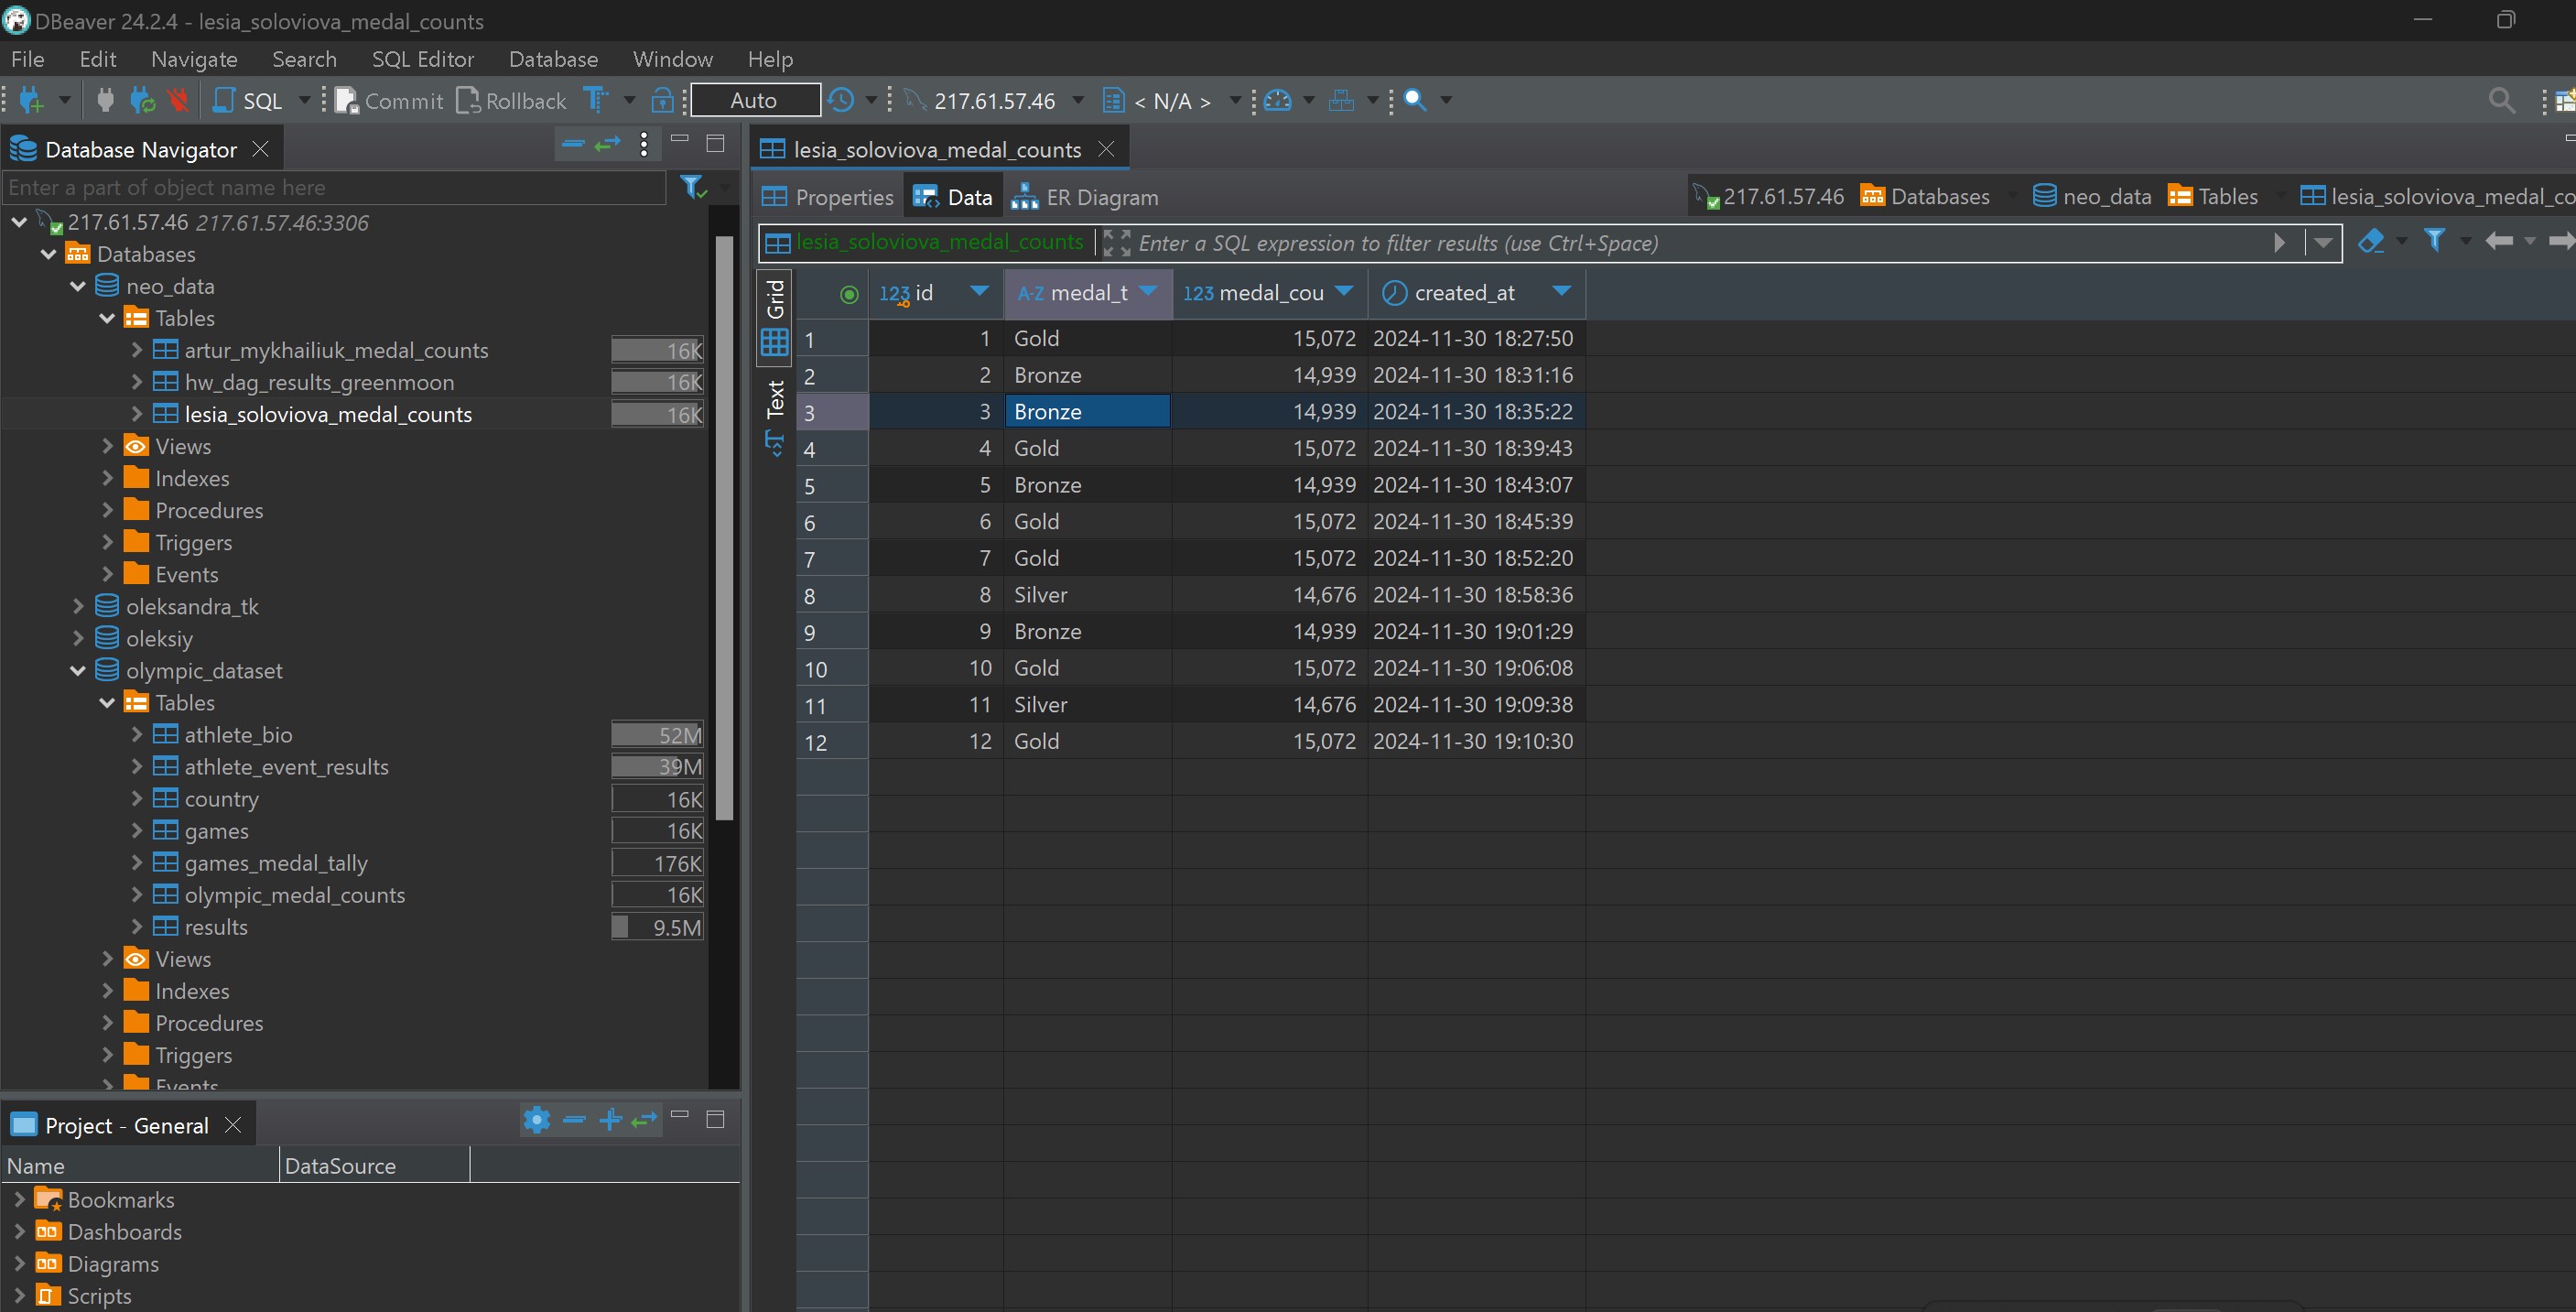 DBeaver 24.2.4 - lesia_soloviova_medal_counts
File Edit Navigate Search SQL Editor Database Window Help
SQL Commit Rollback Auto 217.61.57.46 < N/A >
Database Navigator
Enter a part of object name here
217.61.57.46 217.61.57.46:3306
Databases
neo_data
Tables
artur_mykhailiuk_medal_counts 16K
hw_dag_results_greenmoon 16K
lesia_soloviova_medal_counts 16K
Views
Indexes
Procedures
Triggers
Events
oleksandra_tk
oleksiy
olympic_dataset
Tables
athlete_bio 52M
athlete_event_results 39M
country 16K
games 16K
games_medal_tally 176K
olympic_medal_counts 16K
results 9.5M
Views
Indexes
Procedures
Triggers
Events
Project - General
Name DataSource
Bookmarks
Dashboards
Diagrams
Scripts
lesia_soloviova_medal_counts
Properties Data ER Diagram 217.61.57.46 Databases neo_data Tables lesia_soloviova_medal_co
lesia_soloviova_medal_counts Enter a SQL expression to filter results (use Ctrl+Space)
Grid
Text
123 id A-Z medal_t 123 medal_cou created_at
1 1 Gold 15,072 2024-11-30 18:27:50
2 2 Bronze 14,939 2024-11-30 18:31:16
3 3 Bronze 14,939 2024-11-30 18:35:22
4 4 Gold 15,072 2024-11-30 18:39:43
5 5 Bronze 14,939 2024-11-30 18:43:07
6 6 Gold 15,072 2024-11-30 18:45:39
7 7 Gold 15,072 2024-11-30 18:52:20
8 8 Silver 14,676 2024-11-30 18:58:36
9 9 Bronze 14,939 2024-11-30 19:01:29
10 10 Gold 15,072 2024-11-30 19:06:08
11 11 Silver 14,676 2024-11-30 19:09:38
12 12 Gold 15,072 2024-11-30 19:10:30